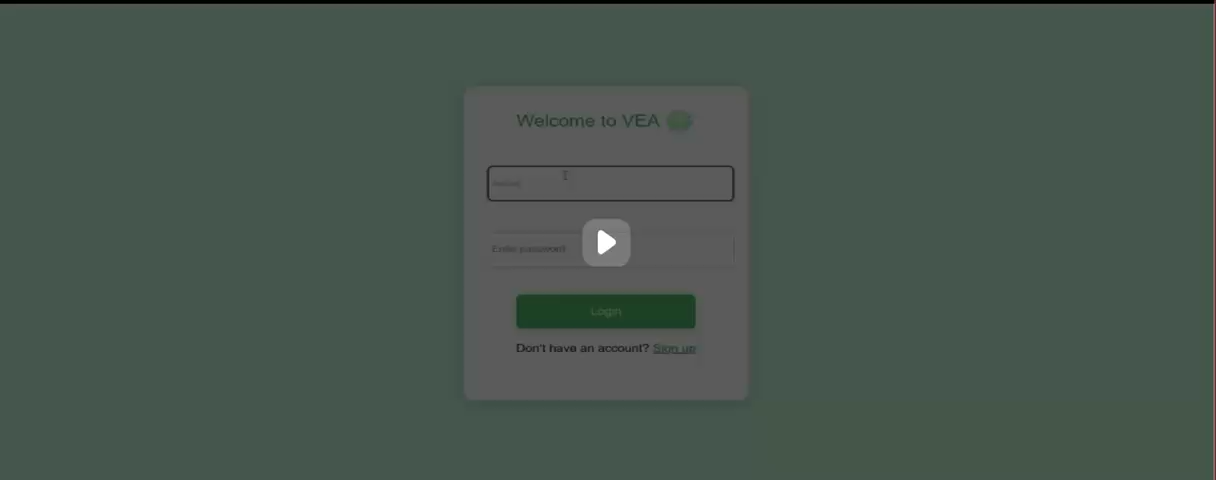 Welcome to VEA
Enter password
Login
Don't have an account? Sign up